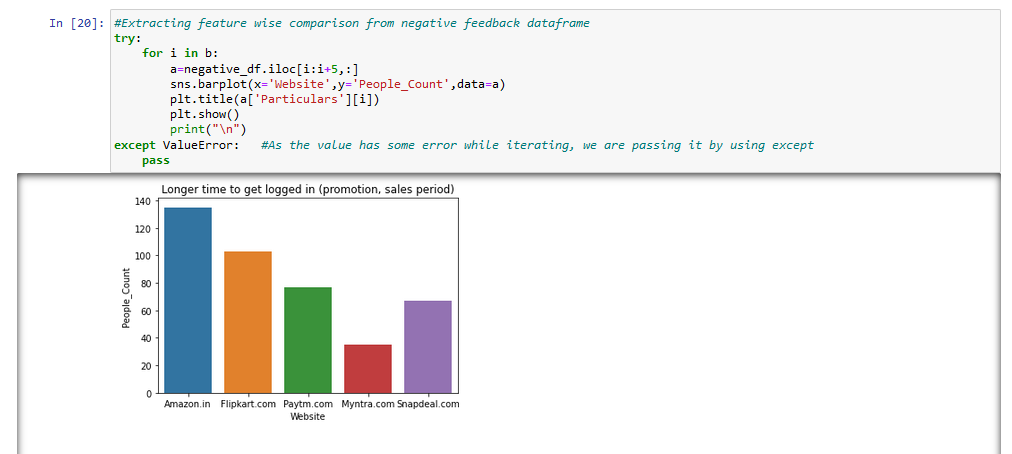 In [20]: #Extracting feature wise comparison from negative feedback dataframe
try:
    for i in b:
        a=negative_df.iloc[i:i+5,:]
        sns.barplot(x='Website',y='People_Count',data=a)
        plt.title(a['Particulars'][i])
        plt.show()
        print("\n")
except ValueError:   #As the value has some error while iterating, we are passing it by using except
    pass
Longer time to get logged in (promotion, sales period)
140
120
100
80
60
40
20
0
People_Count
Amazon.in Flipkart.com Paytm.com Myntra.com Snapdeal.com
Website